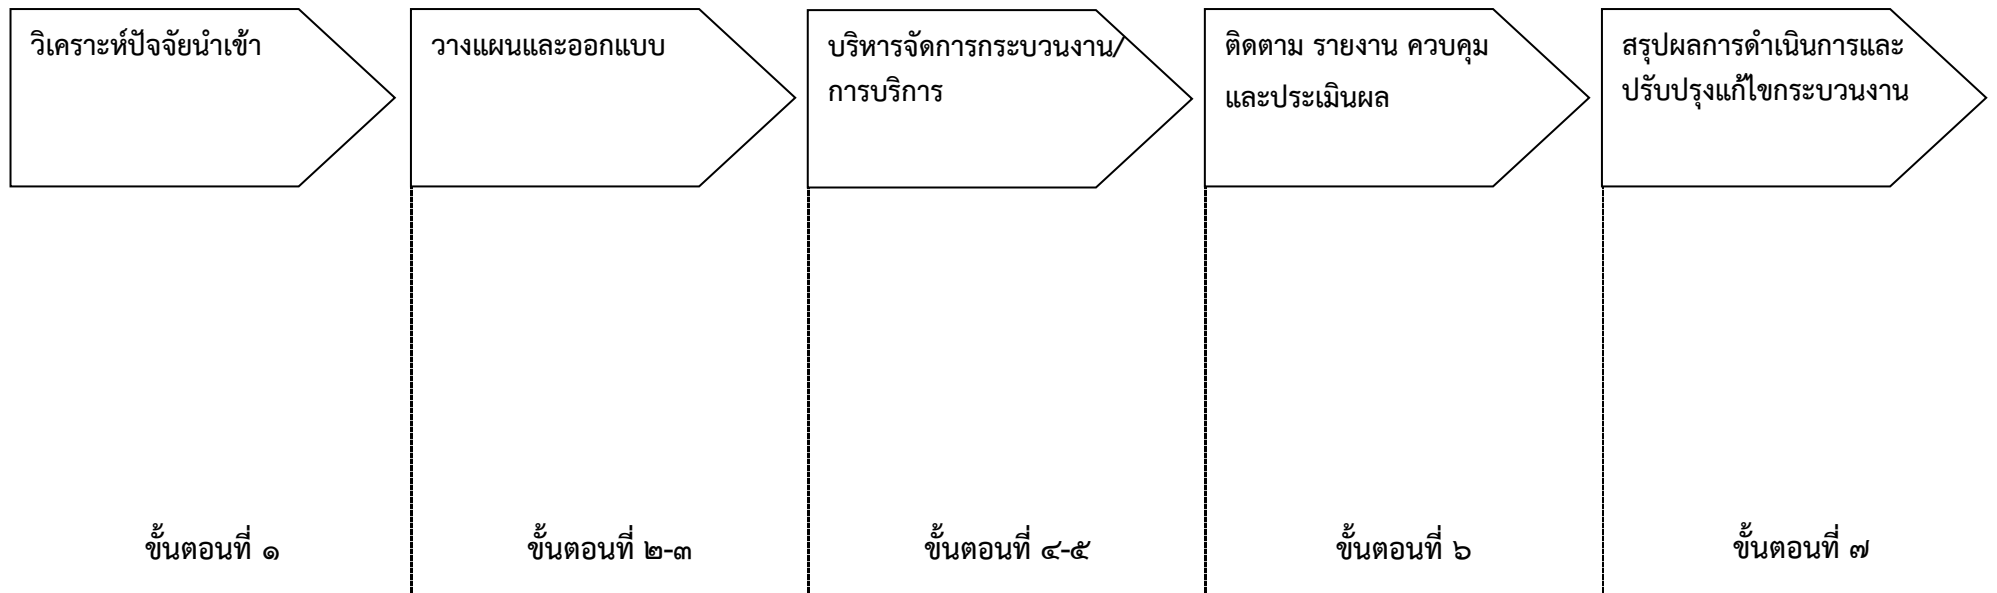 วิเคราะห์ปัจจัยนำเข้า
วางแผนและออกแบบ
บริหารจัดการกระบวนงาน/
การบริการ
ติดตาม รายงาน ควบคุม
และประเมินผล
สรุปผลการดำเนินการและ
ปรับปรุงแก้ไขกระบวนงาน
ขั้นตอนที่ ๑
ขั้นตอนที่ ๒-๓
ขั้นตอนที่ ๔-๕
ขั้นตอนที่ ๖
ขั้นตอนที่ ๗